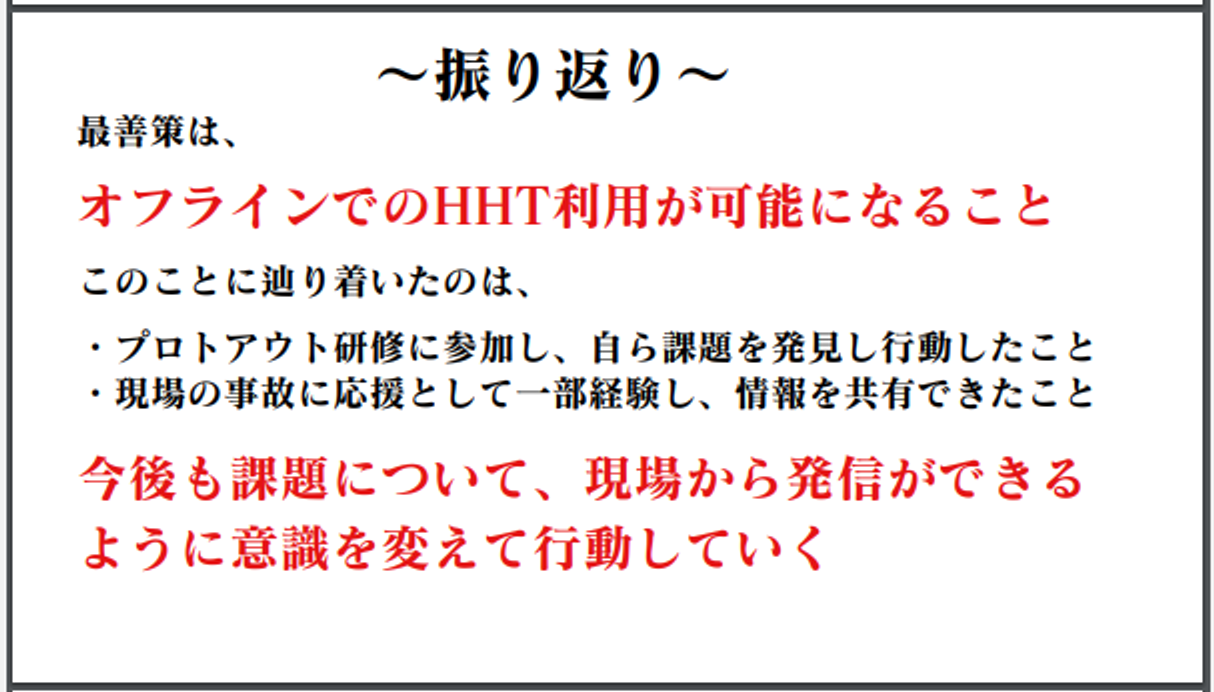 ～振り返り～
最善策は、
オフラインでのHHT利用が可能になること
このことに辿り着いたのは、
・プロトアウト研修に参加し、自ら課題を発見し行動したこと
・現場の事故に応援として一部経験し、情報を共有できたこと
今後も課題について、現場から発信ができる
ように意識を変えて行動していく